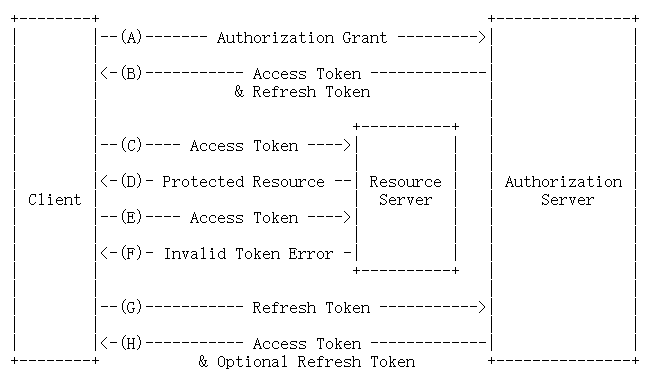 +--------+                                           +---------------+
|        |--(A)------- Authorization Grant --------->|               |
|        |                                           |               |
|        |<-(B)----------- Access Token -------------|               |
|        |               & Refresh Token             |               |
|        |                                           |               |
|        |                            +----------+   |               |
|        |--(C)---- Access Token ---->|          |   |               |
|        |                            |          |   |               |
|        |<-(D)- Protected Resource --| Resource |   | Authorization |
| Client |                            |  Server  |   |     Server    |
|        |--(E)---- Access Token ---->|          |   |               |
|        |                            |          |   |               |
|        |<-(F)- Invalid Token Error -|          |   |               |
|        |                            +----------+   |               |
|        |                                           |               |
|        |--(G)----------- Refresh Token ----------->|               |
|        |                                           |               |
|        |<-(H)----------- Access Token -------------|               |
+--------+           & Optional Refresh Token        +---------------+